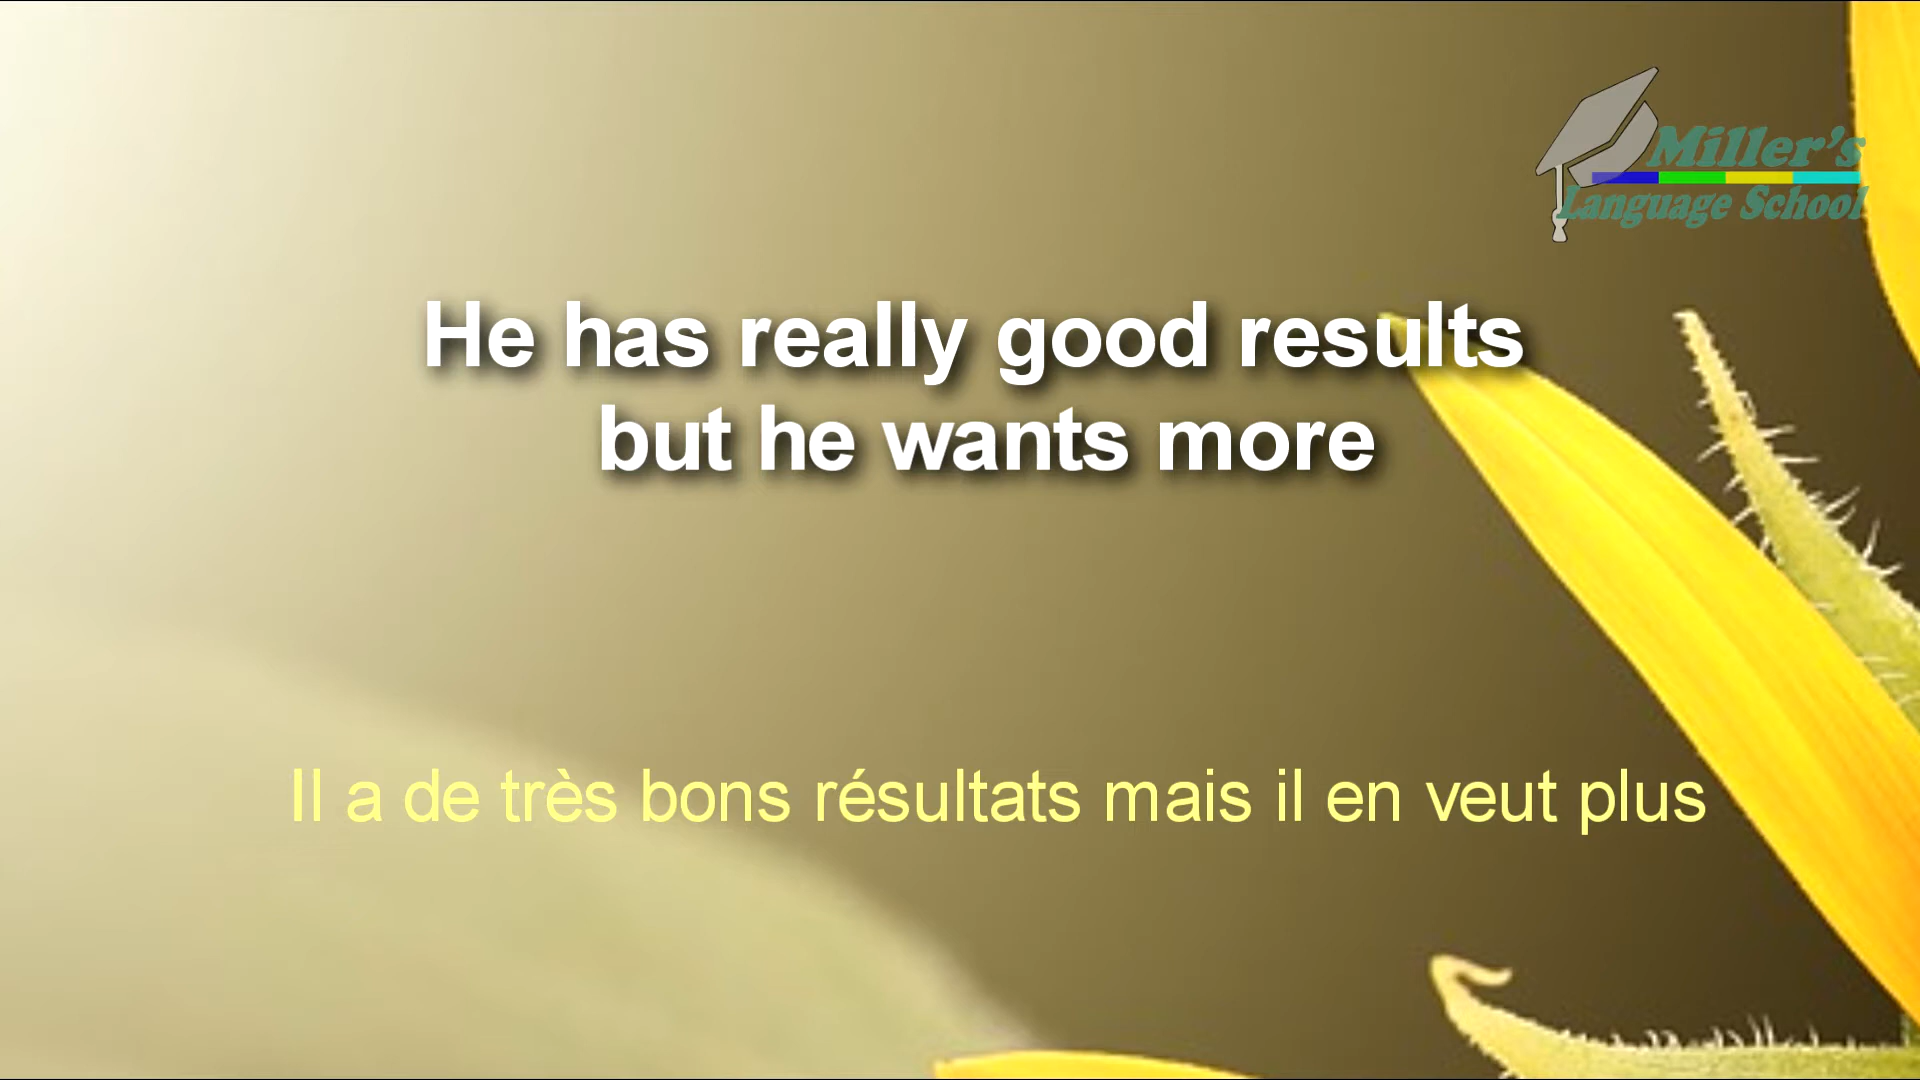 Miller's
Language School
He has really good results
but he wants more
Il a de très bons résultats mais il en veut plus